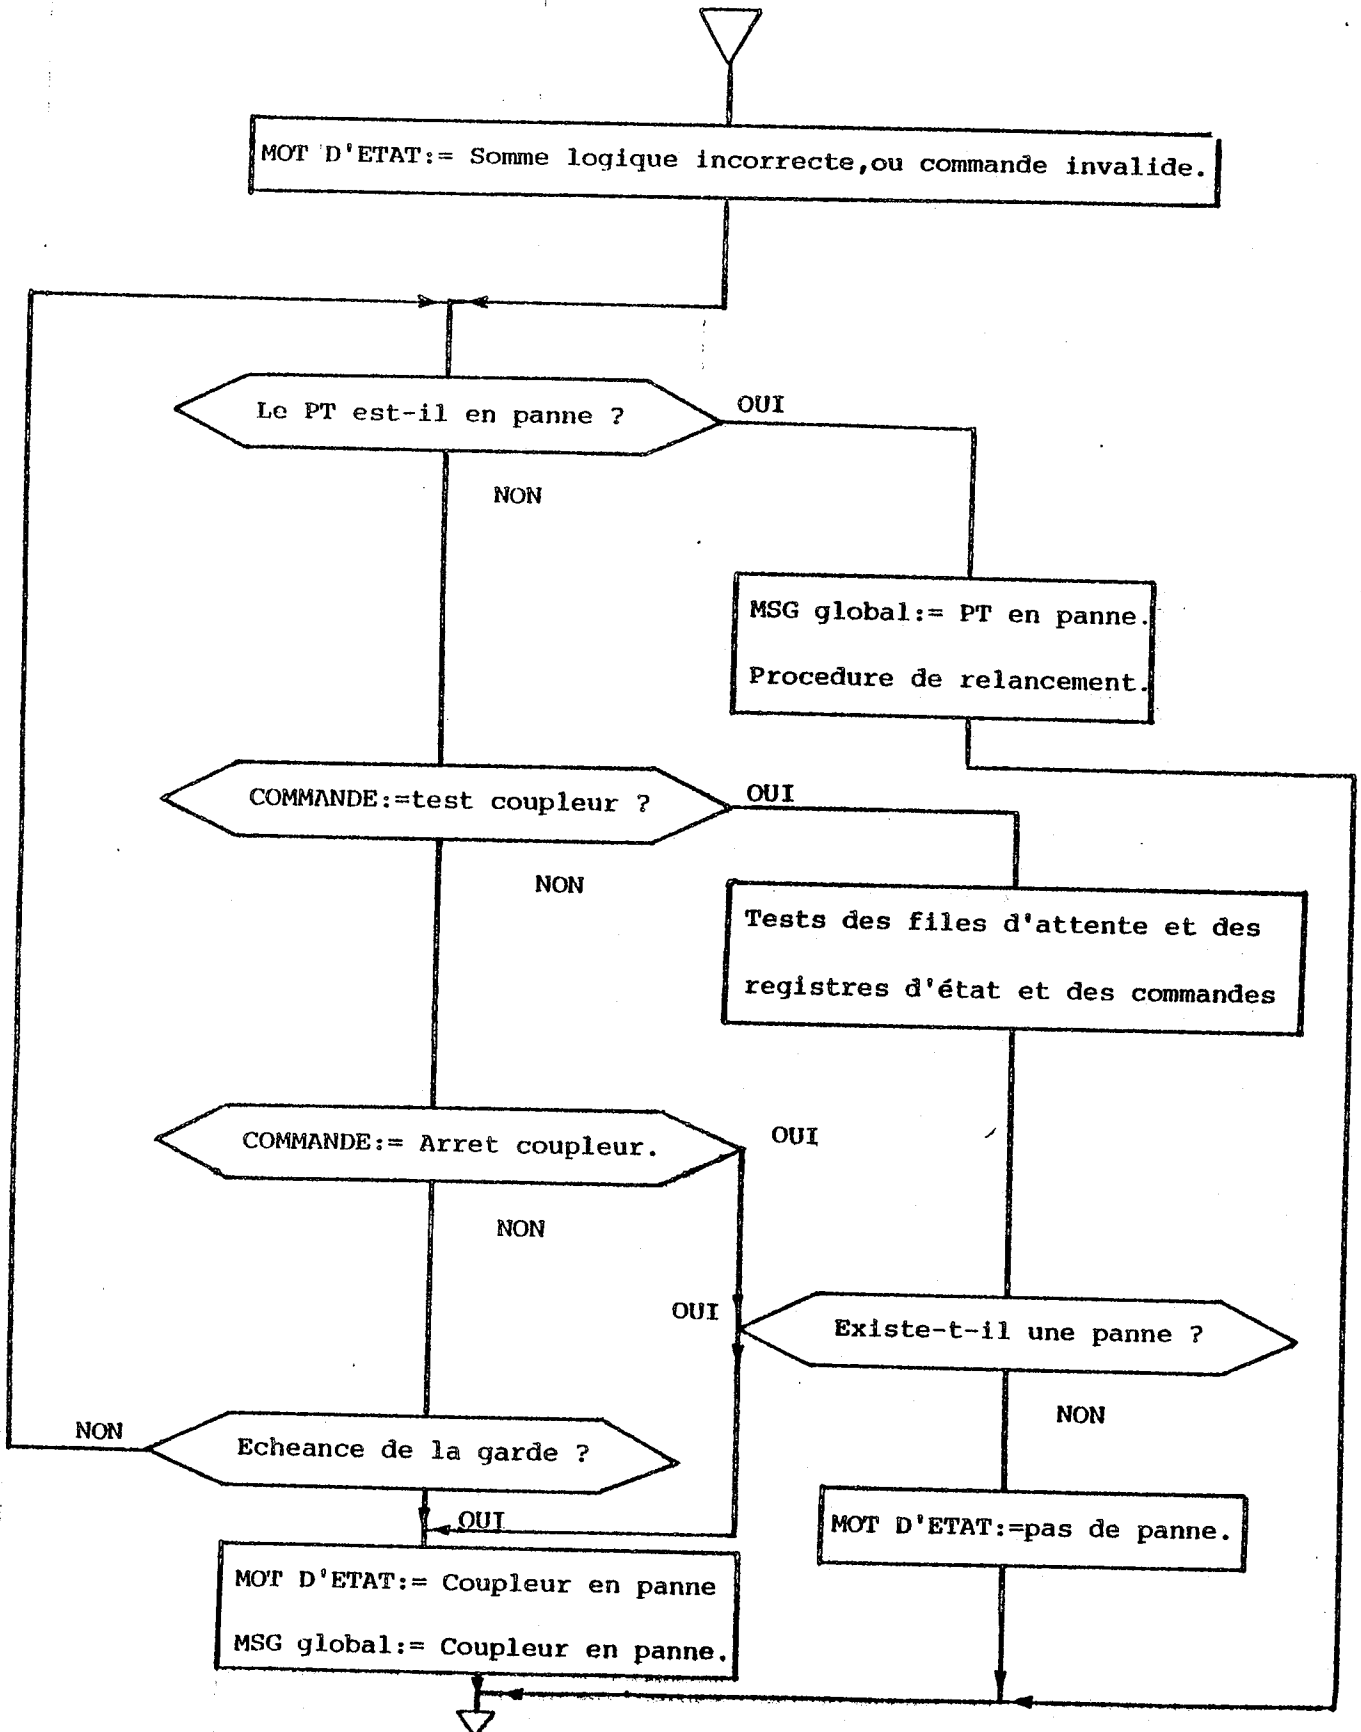 MOT D'ETAT:= Somme logique incorrecte,ou commande invalide.
Le PT est-il en panne ?
OUI
NON
MSG global:= PT en panne.
Procedure de relancement.
COMMANDE:=test coupleur ?
OUI
NON
Tests des files d'attente et des
registres d'état et des commandes
COMMANDE:= Arret coupleur.
OUI
NON
OUI
Existe-t-il une panne ?
NON
NON
Echeance de la garde ?
OUI
MOT D'ETAT:=pas de panne.
MOT D'ETAT:= Coupleur en panne
MSG global:= Coupleur en panne.